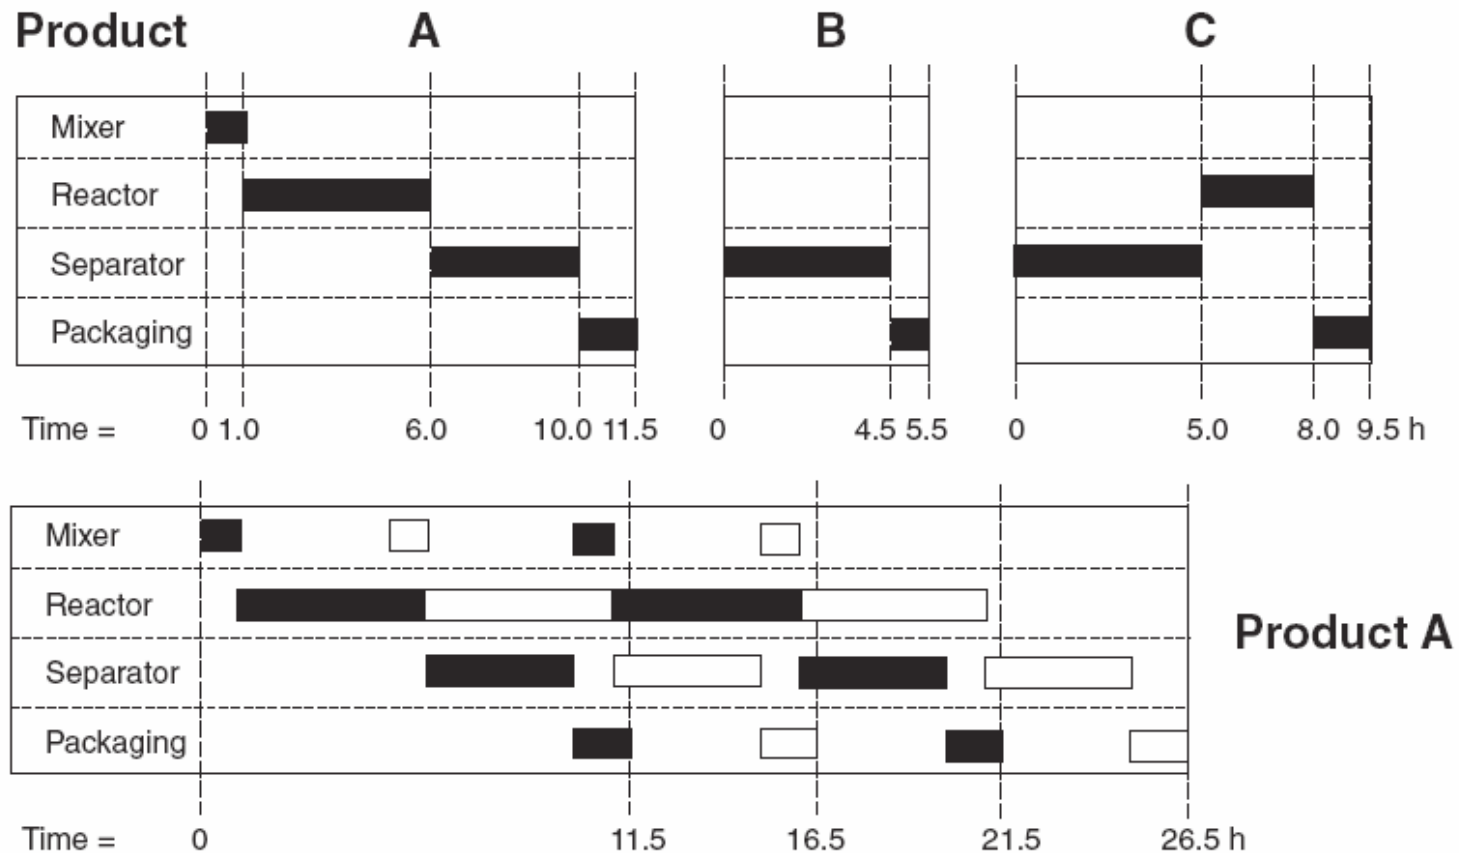 Product A B C
Mixer
Reactor
Separator
Packaging
Time = 0 1.0 6.0 10.0 11.5 0 4.5 5.5 0 5.0 8.0 9.5 h
Mixer
Reactor
Product A
Separator
Packaging
Time = 0 11.5 16.5 21.5 26.5 h